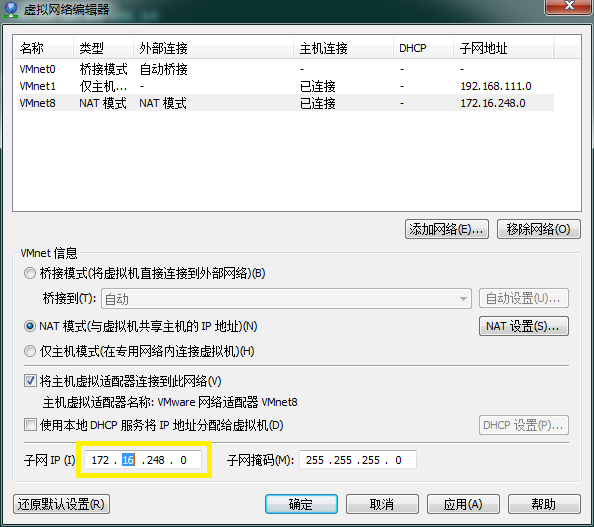 虚拟网络编辑器
名称 类型 外部连接 主机连接 DHCP 子网地址
VMnet0 桥接模式 自动桥接 - - -
VMnet1 仅主机... - 已连接 - 192.168.111.0
VMnet8 NAT 模式 NAT 模式 已连接 - 172.16.248.0
添加网络(E)... 移除网络(O)
VMnet 信息
桥接模式(将虚拟机直接连接到外部网络)(B)
桥接到(T): 自动 自动设置(U)...
NAT 模式(与虚拟机共享主机的 IP 地址)(N) NAT 设置(S)...
仅主机模式(在专用网络内连接虚拟机)(H)
将主机虚拟适配器连接到此网络(V)
主机虚拟适配器名称: VMware 网络适配器 VMnet8
使用本地 DHCP 服务将 IP 地址分配给虚拟机(D) DHCP 设置(P)...
子网 IP (I) 172 . 16 . 248 . 0 子网掩码(M): 255 . 255 . 255 . 0
还原默认设置(R) 确定 取消 应用(A) 帮助